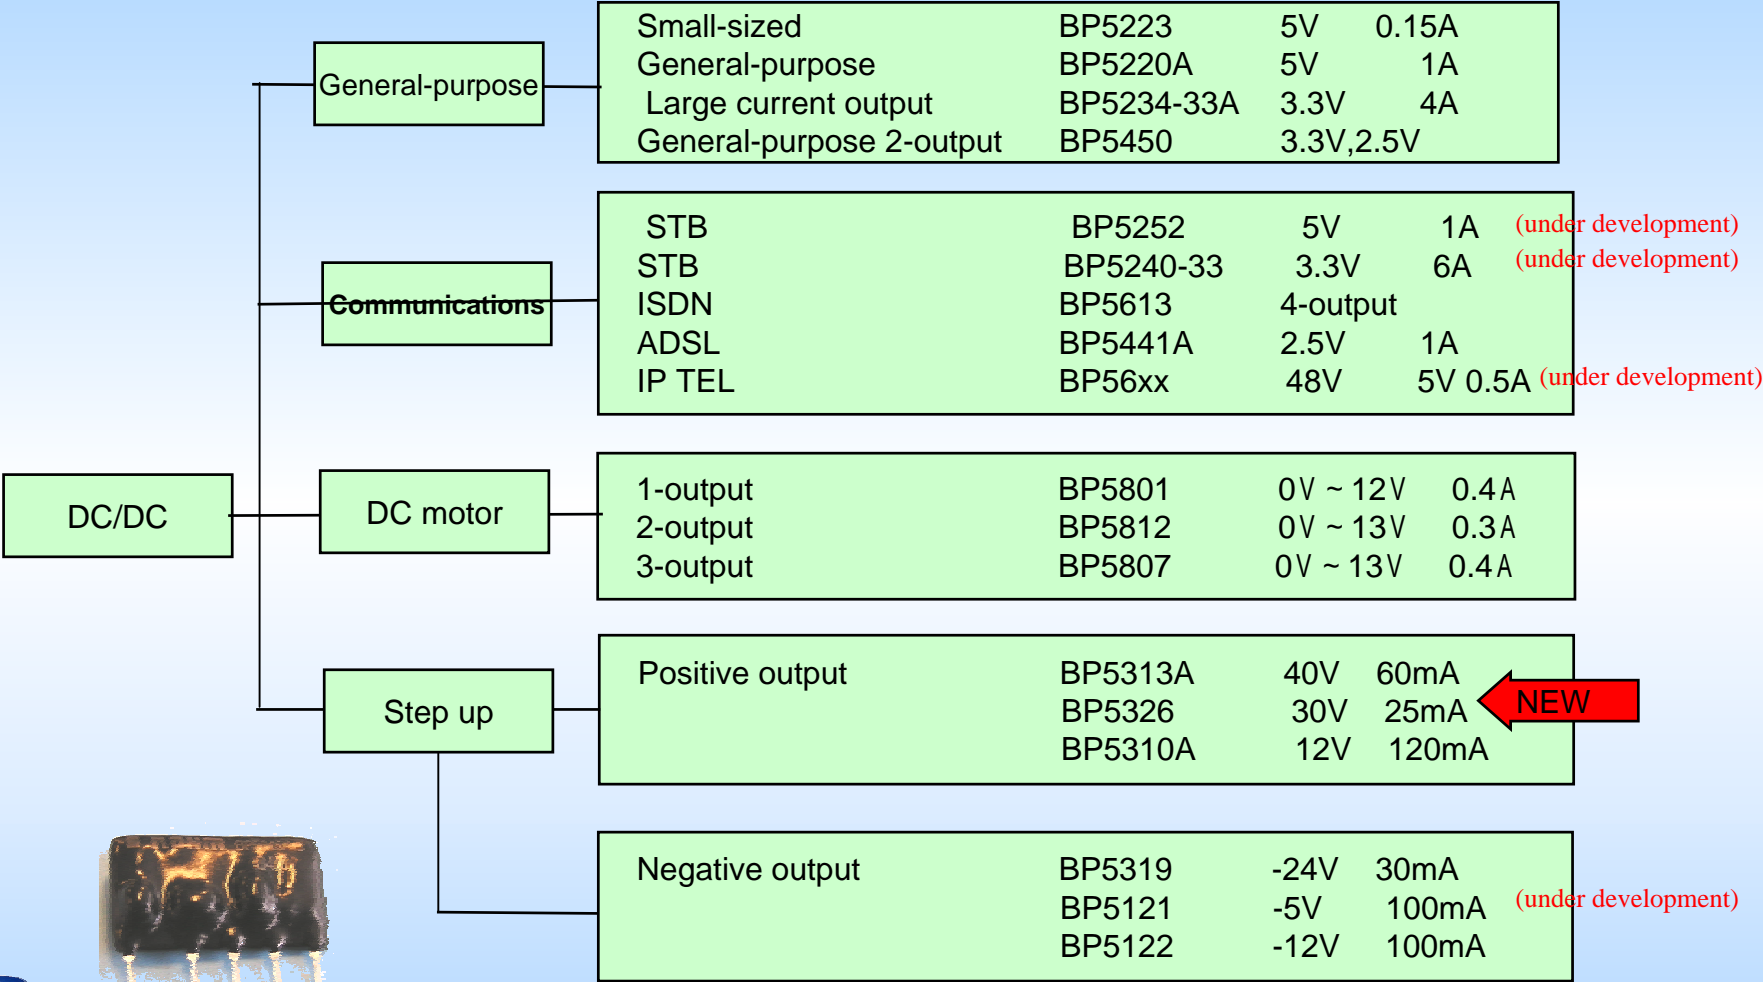 Small-sized BP5223 5V 0.15A
General-purpose BP5220A 5V 1A
Large current output BP5234-33A 3.3V 4A
General-purpose 2-output BP5450 3.3V,2.5V
General-purpose
STB BP5252 5V 1A (under development)
STB BP5240-33 3.3V 6A (under development)
ISDN BP5613 4-output
ADSL BP5441A 2.5V 1A
IP TEL BP56xx 48V 5V 0.5A (under development)
Communications
DC/DC
DC motor
1-output BP5801 0V ~ 12V 0.4A
2-output BP5812 0V ~ 13V 0.3A
3-output BP5807 0V ~ 13V 0.4A
Step up
Positive output BP5313A 40V 60mA
BP5326 30V 25mA NEW
BP5310A 12V 120mA
Negative output BP5319 -24V 30mA
BP5121 -5V 100mA (under development)
BP5122 -12V 100mA